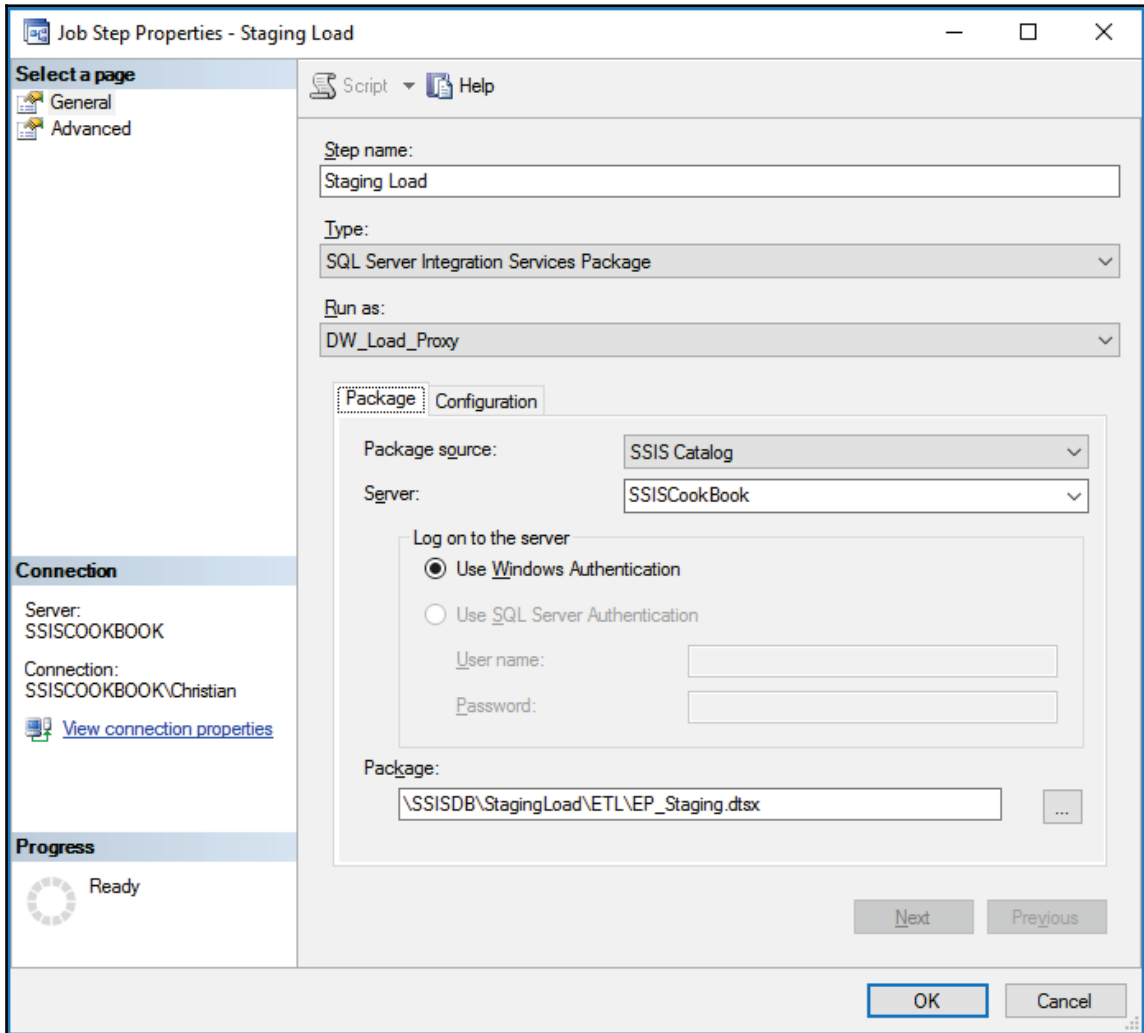 Job Step Properties - Staging Load
Select a page
General
Advanced
Script
Help
Step name:
Staging Load
Type:
SQL Server Integration Services Package
Run as:
DW_Load_Proxy
Package
Configuration
Package source:
SSIS Catalog
Server:
SSISCookBook
Log on to the server
Use Windows Authentication
Use SQL Server Authentication
User name:
Password:
Package:
\SSISDB\StagingLoad\ETL\EP_Staging.dtsx
...
Connection
Server:
SSISCOOKBOOK
Connection:
SSISCOOKBOOK\Christian
View connection properties
Progress
Ready
Next
Previous
OK
Cancel